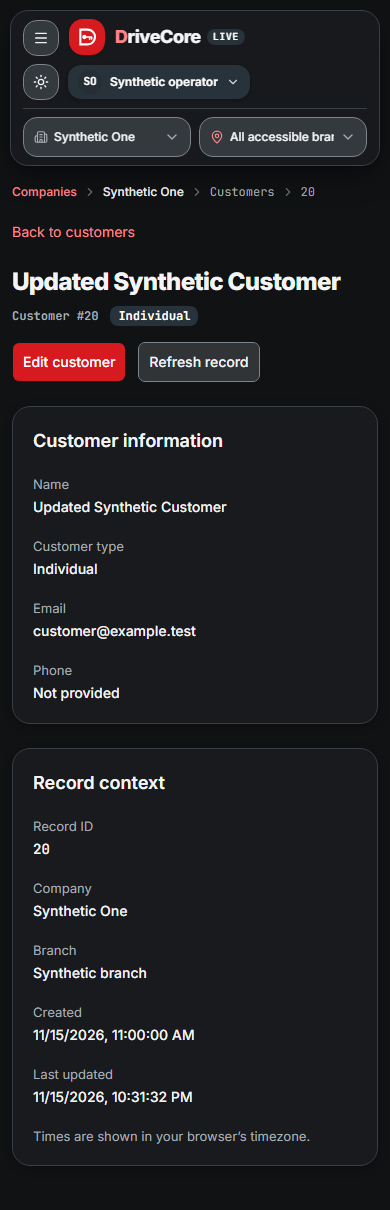 DriveCore LIVE
SO Synthetic operator
Synthetic One All accessible bran
Companies > Synthetic One > Customers > 20
Back to customers
Updated Synthetic Customer
Customer #20 Individual
Edit customer Refresh record
Customer information
Name
Updated Synthetic Customer
Customer type
Individual
Email
customer@example.test
Phone
Not provided
Record context
Record ID
20
Company
Synthetic One
Branch
Synthetic branch
Created
11/15/2026, 11:00:00 AM
Last updated
11/15/2026, 10:31:32 PM
Times are shown in your browser’s timezone.